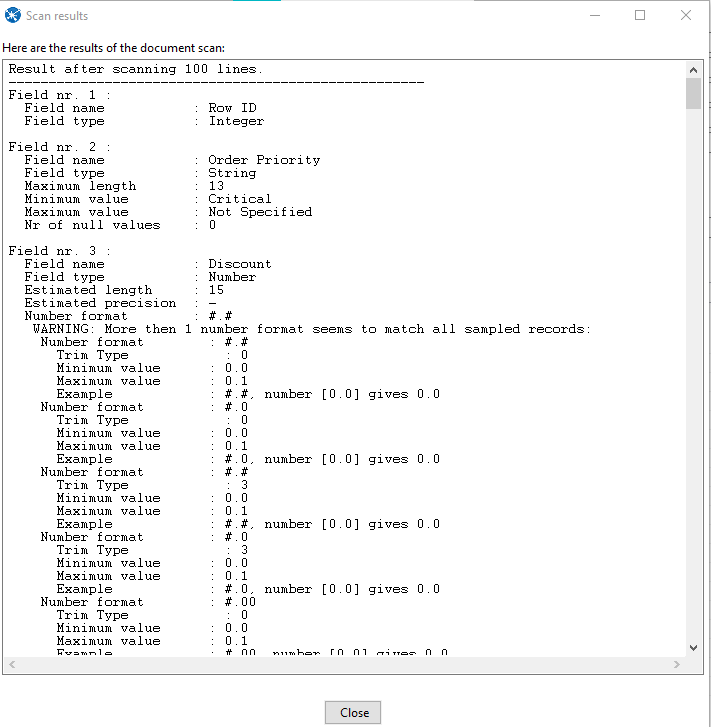 Scan results
Here are the results of the document scan:
Result after scanning 100 lines.
----------------------------------------------------
Field nr. 1 :
Field name : Row ID
Field type : Integer
Field nr. 2 :
Field name : Order Priority
Field type : String
Maximum length : 13
Minimum value : Critical
Maximum value : Not Specified
Nr of null values : 0
Field nr. 3 :
Field name : Discount
Field type : Number
Estimated length : 15
Estimated precision : -
Number format : #.#
WARNING: More then 1 number format seems to match all sampled records:
Number format : #.#
Trim Type : 0
Minimum value : 0.0
Maximum value : 0.1
Example : #.#, number [0.0] gives 0.0
Number format : #.0
Trim Type : 0
Minimum value : 0.0
Maximum value : 0.1
Example : #.0, number [0.0] gives 0.0
Number format : #.#
Trim Type : 3
Minimum value : 0.0
Maximum value : 0.1
Example : #.#, number [0.0] gives 0.0
Number format : #.0
Trim Type : 3
Minimum value : 0.0
Maximum value : 0.1
Example : #.0, number [0.0] gives 0.0
Number format : #.00
Trim Type : 0
Minimum value : 0.0
Maximum value : 0.1
Example : #.00, number [0.0] gives 0.0
Close